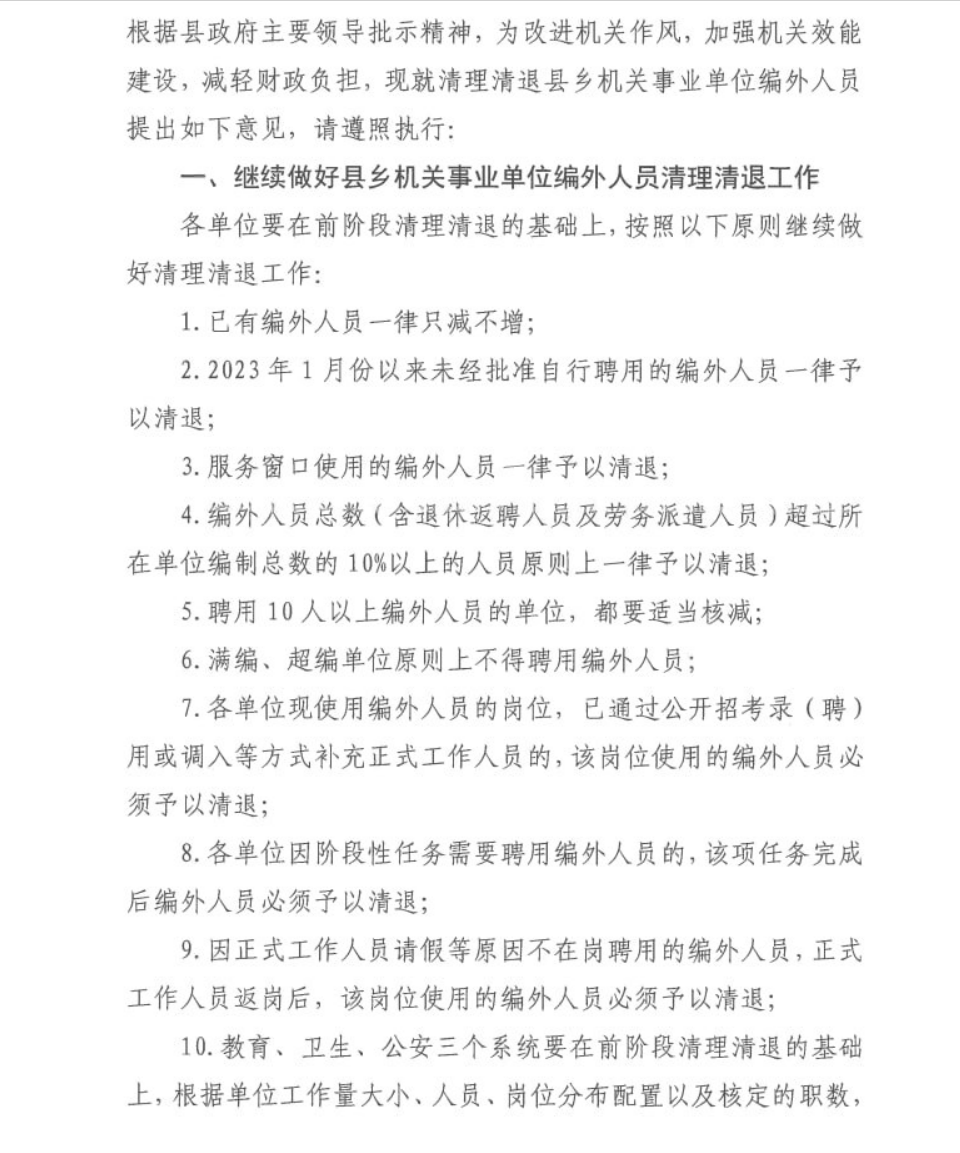 根据县政府主要领导批示精神，为改进机关作风，加强机关效能
建设，减轻财政负担，现就清理清退县乡机关事业单位编外人员
提出如下意见，请遵照执行：
一、继续做好县乡机关事业单位编外人员清理清退工作
各单位要在前阶段清理清退的基础上，按照以下原则继续做
好清理清退工作：
1.已有编外人员一律只减不增；
2.2023年1月份以来未经批准自行聘用的编外人员一律予
以清退；
3.服务窗口使用的编外人员一律予以清退；
4.编外人员总数（含退休返聘人员及劳务派遣人员）超过所
在单位编制总数的10%以上的人员原则上一律予以清退；
5.聘用10人以上编外人员的单位，都要适当核减；
6.满编、超编单位原则上不得聘用编外人员；
7.各单位现使用编外人员的岗位，已通过公开招考录（聘）
用或调入等方式补充正式工作人员的，该岗位使用的编外人员必
须予以清退；
8.各单位因阶段性任务需要聘用编外人员的，该项任务完成
后编外人员必须予以清退；
9.因正式工作人员请假等原因不在岗聘用的编外人员，正式
工作人员返岗后，该岗位使用的编外人员必须予以清退；
10.教育、卫生、公安三个系统要在前阶段清理清退的基础
上，根据单位工作量大小、人员、岗位分布配置以及核定的职数，